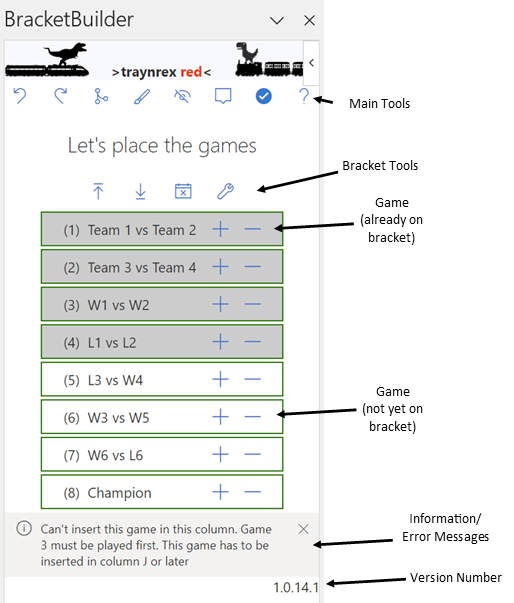 BracketBuilder
>traynrex red<
Main Tools
Let's place the games
Bracket Tools
Game
(already on
bracket)
(1) Team 1 vs Team 2
(2) Team 3 vs Team 4
(3) W1 vs W2
(4) L1 vs L2
(5) L3 vs W4
Game
(not yet on
bracket)
(6) W3 vs W5
(7) W6 vs L6
(8) Champion
Can't insert this game in this column. Game
3 must be played first. This game has to be
inserted in column J or later
Information/
Error Messages
1.0.14.1
Version Number